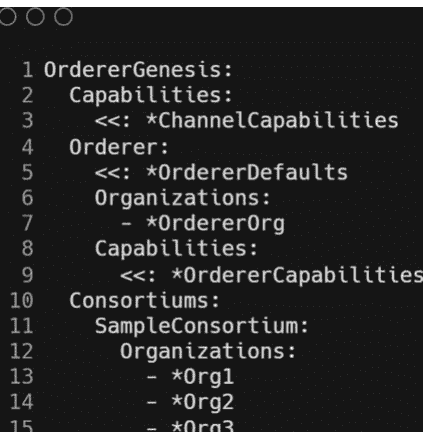 1 OrdererGenesis:
2   Capabilities:
3     <<: *ChannelCapabilities
4   Orderer:
5     <<: *OrdererDefaults
6     Organizations:
7       - *OrdererOrg
8     Capabilities:
9       <<: *OrdererCapabilities
10   Consortiums:
11     SampleConsortium:
12       Organizations:
13         - *Org1
14         - *Org2
15         - *Org3